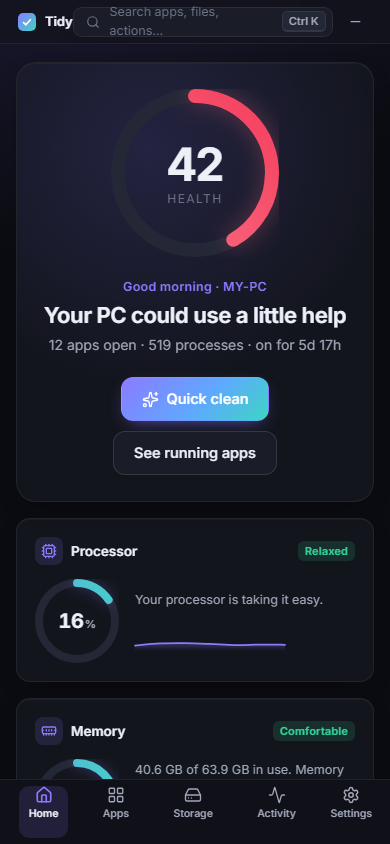 Tidy
Search apps, files,
actions...
Ctrl K
42
HEALTH
Good morning · MY-PC
Your PC could use a little help
12 apps open · 519 processes · on for 5d 17h
Quick clean
See running apps
Processor
Relaxed
16%
Your processor is taking it easy.
Memory
Comfortable
40.6 GB of 63.9 GB in use. Memory
Home
Apps
Storage
Activity
Settings